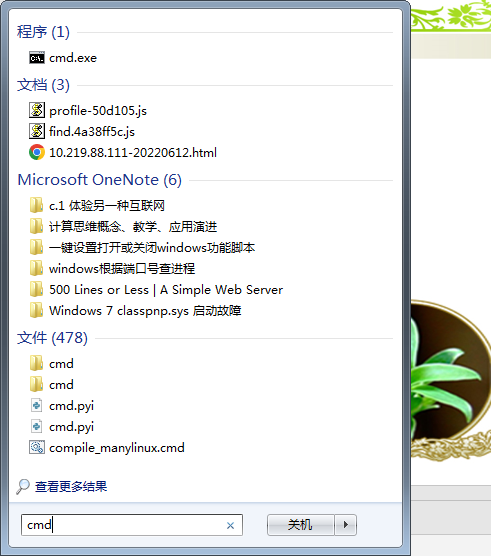 程序 (1)
cmd.exe
文档 (3)
profile-50d105.js
find.4a38ff5c.js
10.219.88.111-20220612.html
Microsoft OneNote (6)
c.1 体验另一种互联网
计算思维概念、教学、应用演进
一键设置打开或关闭windows功能脚本
windows根据端口号查进程
500 Lines or Less | A Simple Web Server
Windows 7 classpnp.sys 启动故障
文件 (478)
cmd
cmd
cmd.pyi
cmd.pyi
compile_manylinux.cmd
查看更多结果
cmd
关机